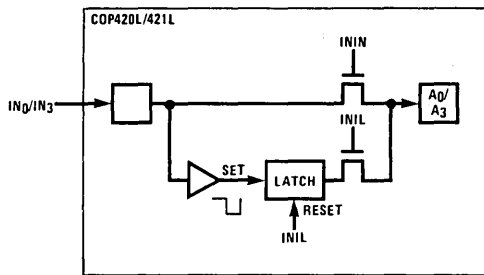 COP420L/421L
ININ
IN0/IN3
A0/
A3
INIL
SET
LATCH
RESET
INIL